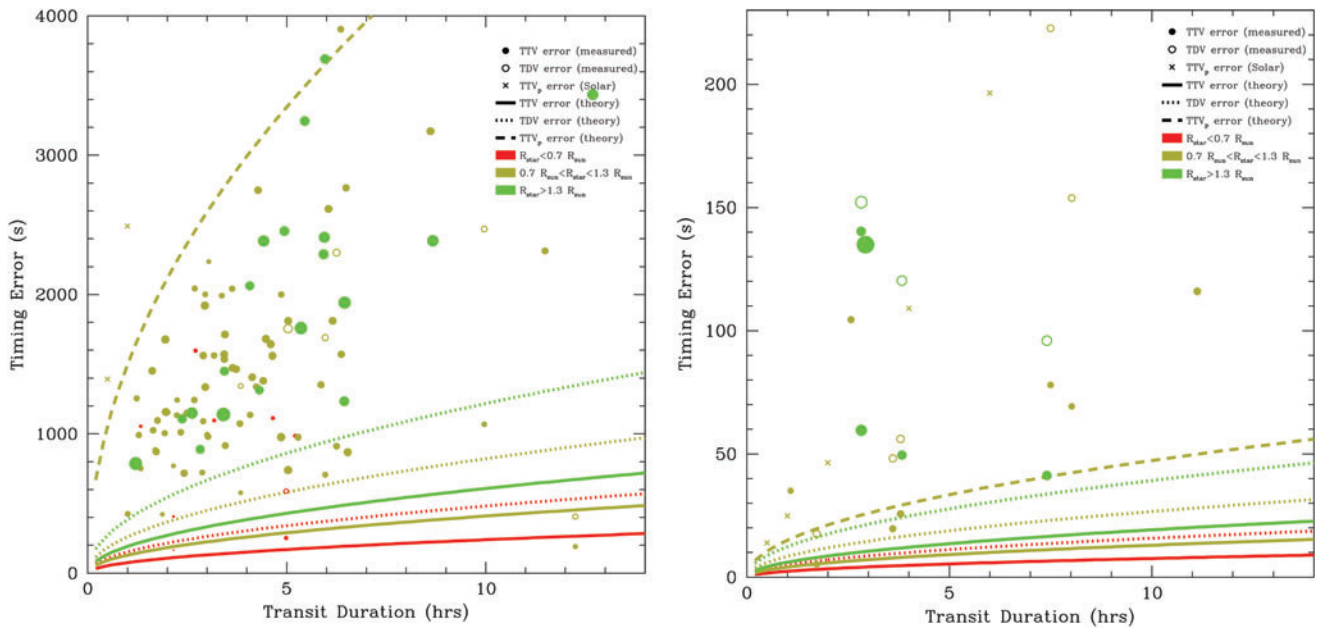 4000
3000
2000
1000
0
Timing Error (s)
0
5
10
Transit Duration (hrs)
TTV error (measured)
TDV error (measured)
TTVp error (Solar)
TTV error (theory)
TDV error (theory)
TTVp error (theory)
Rstar<0.7 Rsun
0.7 Rsun<Rstar<1.3 Rsun
Rstar>1.3 Rsun
200
150
100
50
0
Timing Error (s)
0
5
10
Transit Duration (hrs)
TTV error (measured)
TDV error (measured)
TTVp error (Solar)
TTV error (theory)
TDV error (theory)
TTVp error (theory)
Rstar<0.7 Rsun
0.7 Rsun<Rstar<1.3 Rsun
Rstar>1.3 Rsun